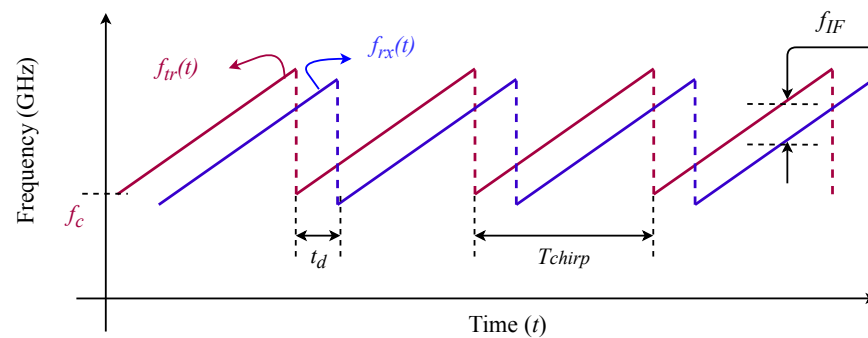 f_IF
f_tr(t)
f_rx(t)
Frequency (GHz)
f_c
t_d
Tchirp
Time (t)